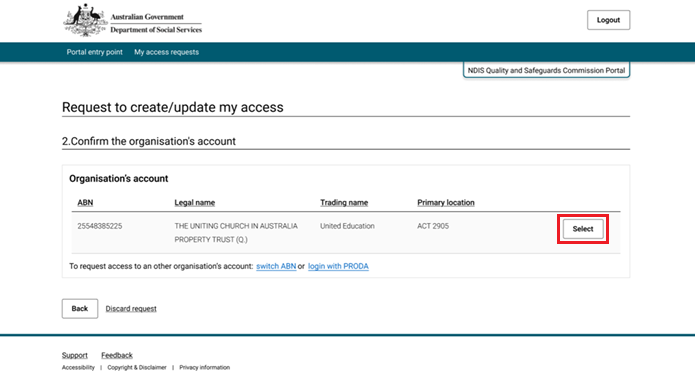 Australian Government
Department of Social Services
Logout
Portal entry point My access requests
NDIS Quality and Safeguards Commission Portal
Request to create/update my access
2.Confirm the organisation's account
Organisation's account
ABN Legal name Trading name Primary location
25548385225 THE UNITING CHURCH IN AUSTRALIA United Education ACT 2905
PROPERTY TRUST (Q.)
Select
To request access to an other organisation's account: switch ABN or login with PRODA
Back Discard request
Support Feedback
Accessibility | Copyright & Disclaimer | Privacy information